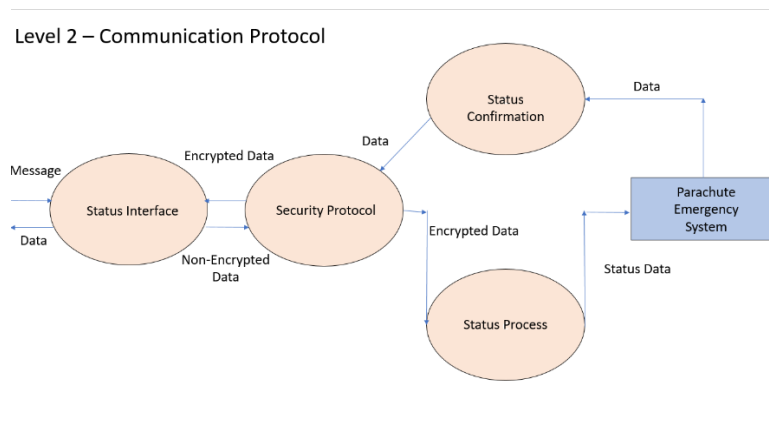 Level 2 – Communication Protocol
Data
Status
Confirmation
Data
Encrypted Data
Message
Status Interface
Security Protocol
Parachute
Emergency
System
Data
Non-Encrypted
Data
Encrypted Data
Status Data
Status Process